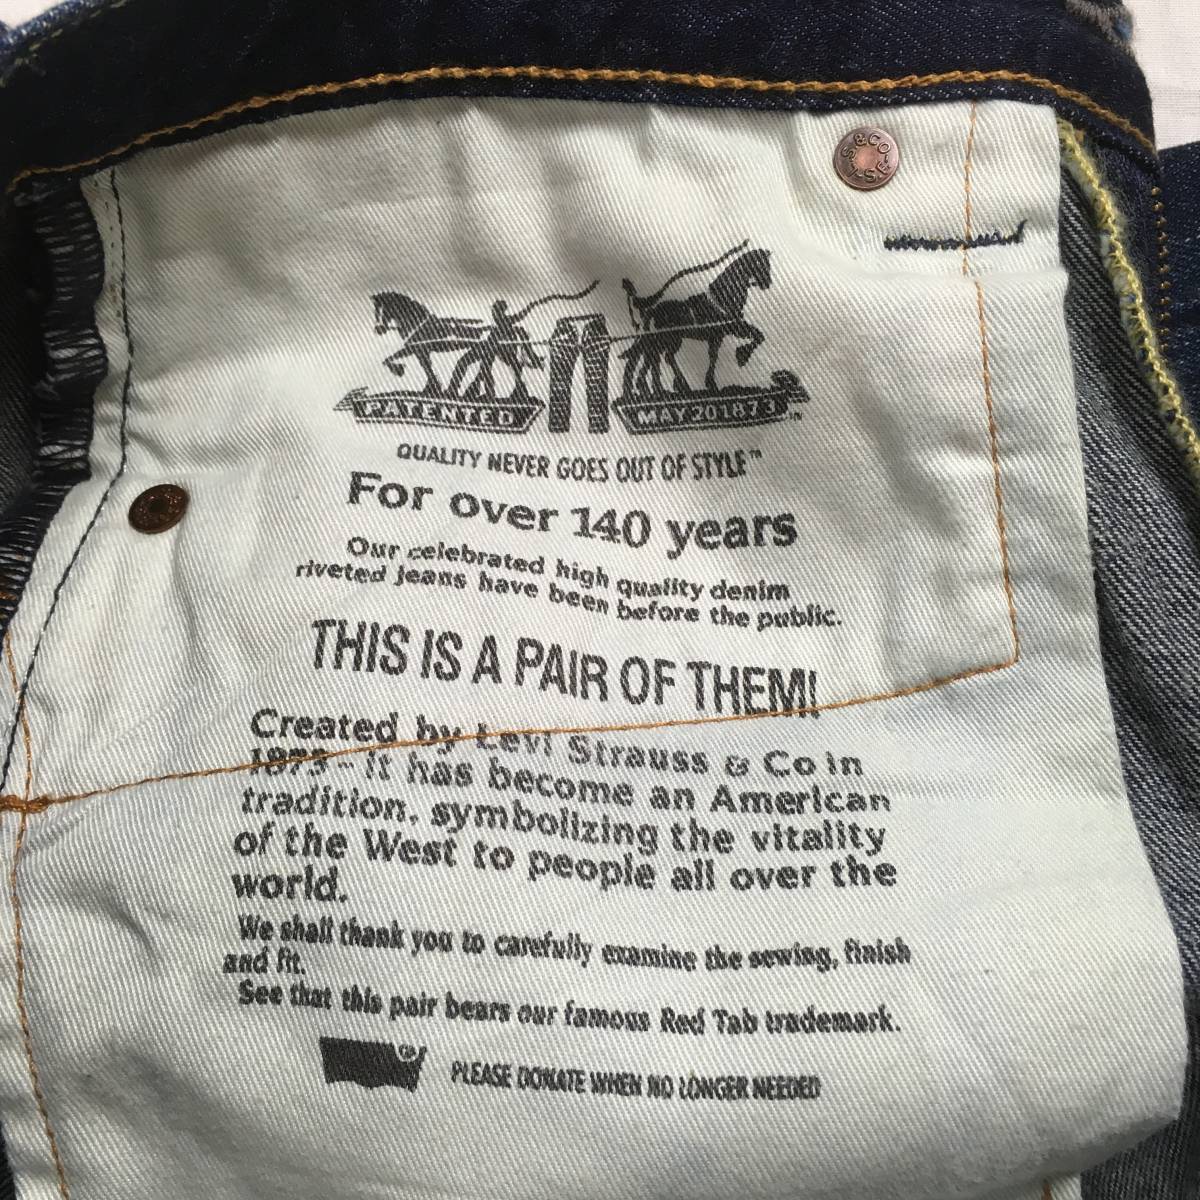 L.S.&CO.S.F.
PATENTED
MAY 20 1873 ™
QUALITY NEVER GOES OUT OF STYLE™
For over 140 years
Our celebrated high quality denim
riveted jeans have been before the public.
THIS IS A PAIR OF THEM!
Created by Levi Strauss & Co in
1873 - it has become an American
tradition, symbolizing the vitality
of the West to people all over the
world.
We shall thank you to carefully examine the sewing, finish
and fit.
See that this pair bears our famous Red Tab trademark.
®
PLEASE DONATE WHEN NO LONGER NEEDED